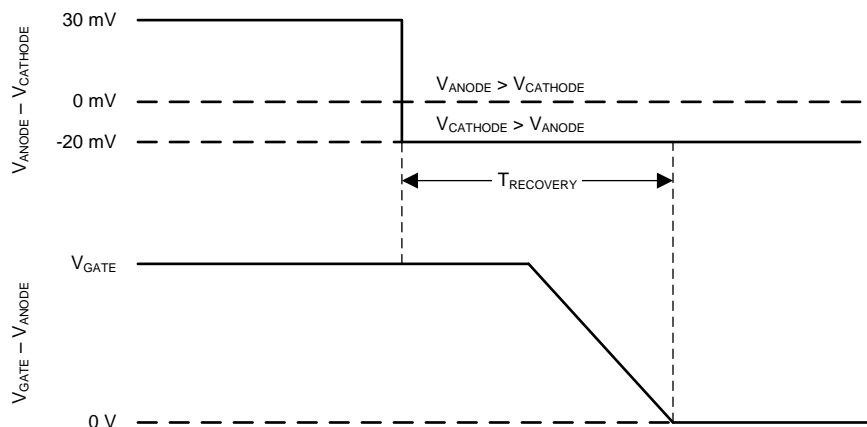 30 mV
V_ANODE – V_CATHODE
V_ANODE > V_CATHODE
0 mV
V_CATHODE > V_ANODE
-20 mV
T_RECOVERY
V_GATE
V_GATE – V_ANODE
0 V